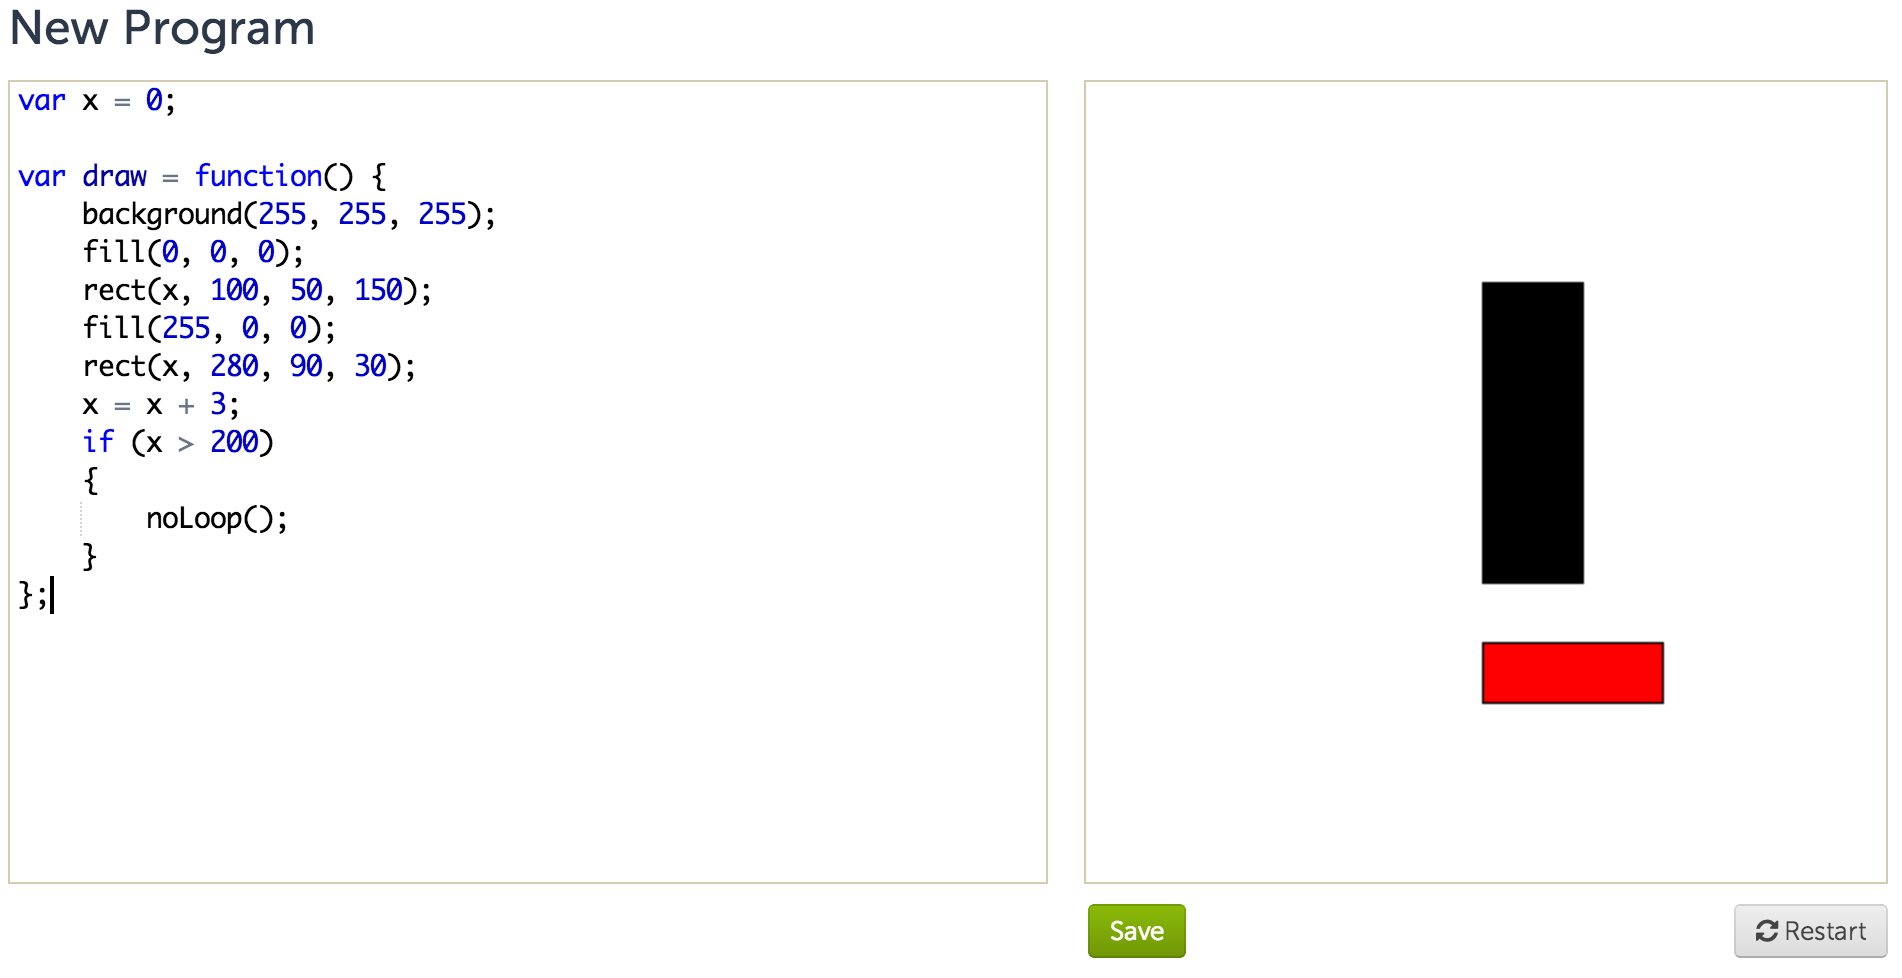 New Program
var x = 0;
var draw = function() {
    background(255, 255, 255);
    fill(0, 0, 0);
    rect(x, 100, 50, 150);
    fill(255, 0, 0);
    rect(x, 280, 90, 30);
    x = x + 3;
    if (x > 200)
    {
        noLoop();
    }
};
Save
Restart